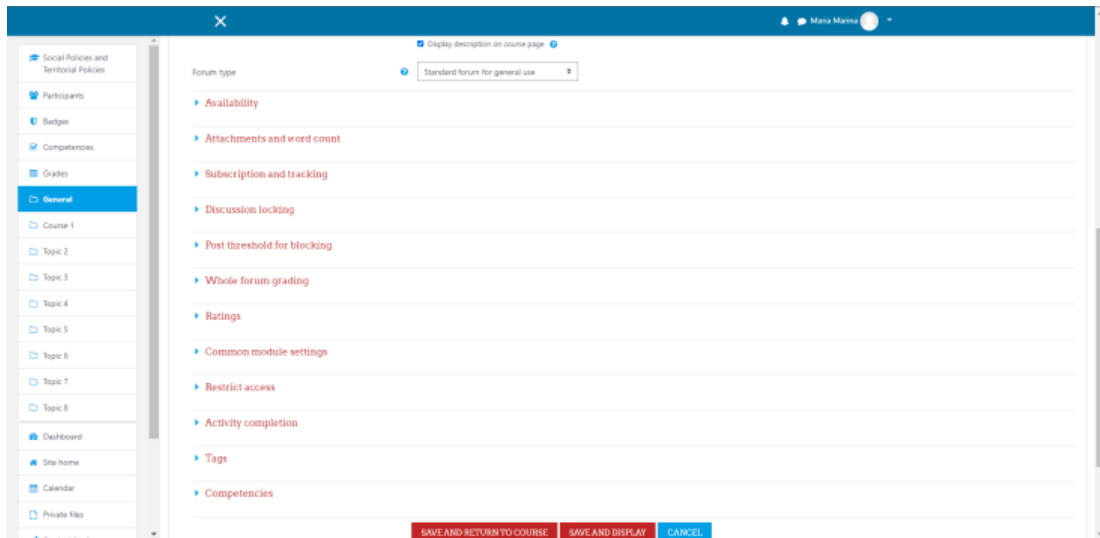 Maria Marina
Social Policies and
Territorial Policies
Participants
Badges
Competencies
Grades
General
Course 1
Topic 2
Topic 3
Topic 4
Topic 5
Topic 6
Topic 7
Topic 8
Dashboard
Site home
Calendar
Private files
Display description on course page
Forum type
Standard forum for general use
Availability
Attachments and word count
Subscription and tracking
Discussion locking
Post threshold for blocking
Whole forum grading
Ratings
Common module settings
Restrict access
Activity completion
Tags
Competencies
SAVE AND RETURN TO COURSE
SAVE AND DISPLAY
CANCEL